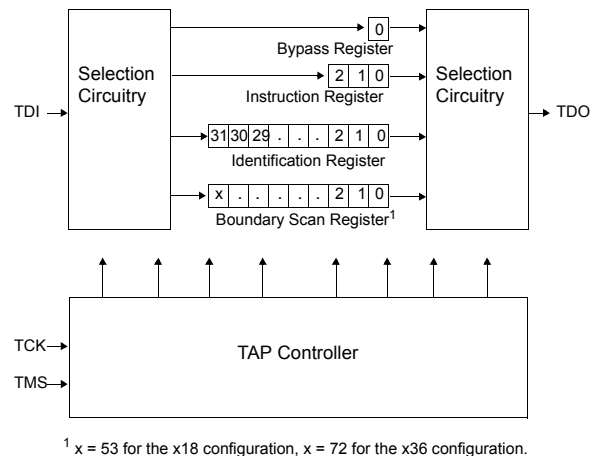 0
Bypass Register
Selection
Circuitry
2 1 0
Instruction Register
Selection
Circuitry
TDI
TDO
31 30 29 . . . 2 1 0
Identification Register
x . . . . . 2 1 0
Boundary Scan Register1
TCK
TMS
TAP Controller
1 x = 53 for the x18 configuration, x = 72 for the x36 configuration.